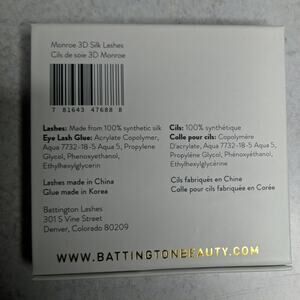 Monroe 3D Silk Lashes
Cils de soie 3D Monroe
7 81643 47688 8
Lashes: Made from 100% synthetic silk
Eye Lash Glue: Acrylate Copolymer,
Aqua 7732-18-5 Aqua 5, Propylene
Glycol, Phenoxyethanol,
Ethylhexylglycerin
Lashes made in China
Glue made in Korea
Battington Lashes
301 S Vine Street
Denver, Colorado 80209
Cils: 100% synthétique
Colle pour cils: Copolymère
D'acrylate, Aqua 7732-18-5 Aqua
5, Propylène Glycol, Phénoxyéthanol,
Ethylhexylglycérine
Cils fabriqués en China
Colle pour cils fabriquée en Corée
WWW.BATTINGTONBEAUTY.COM